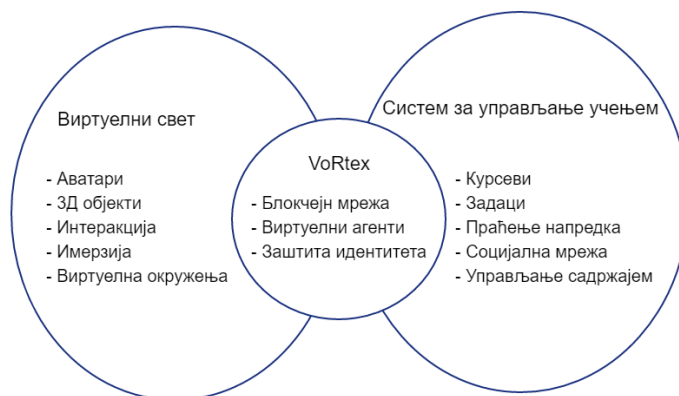 Виртуелни свет
- Аватари
- 3Д објекти
- Интеракција
- Имерзија
- Виртуелна окружења
VoRtex
- Блокчејн мрежа
- Виртуелни агенти
- Заштита идентитета
Систем за управљање учењем
- Курсеви
- Задаци
- Праћење напредка
- Социјална мрежа
- Управљање садржајем